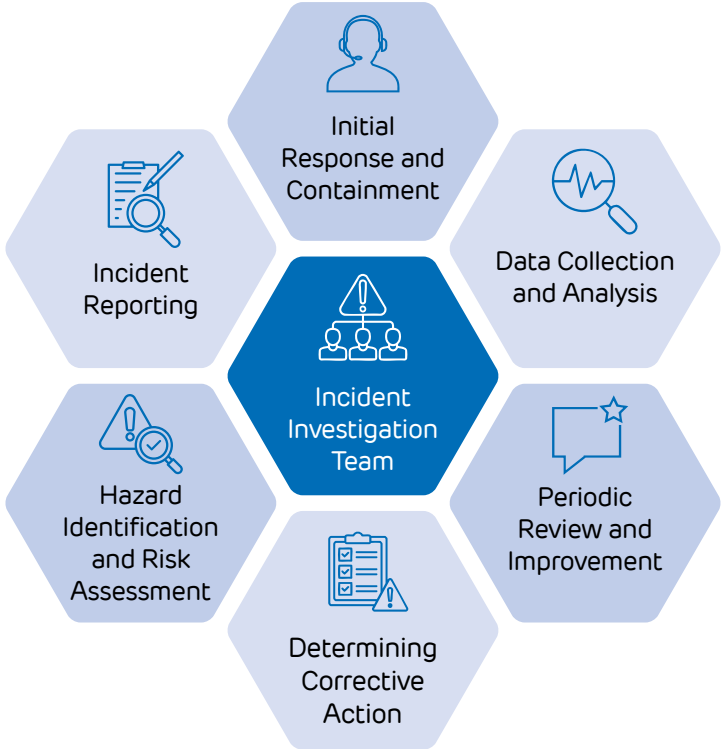 Initial
Response and
Containment
Incident
Reporting
Data Collection
and Analysis
Incident
Investigation
Team
Hazard
Identification
and Risk
Assessment
Periodic
Review and
Improvement
Determining
Corrective
Action